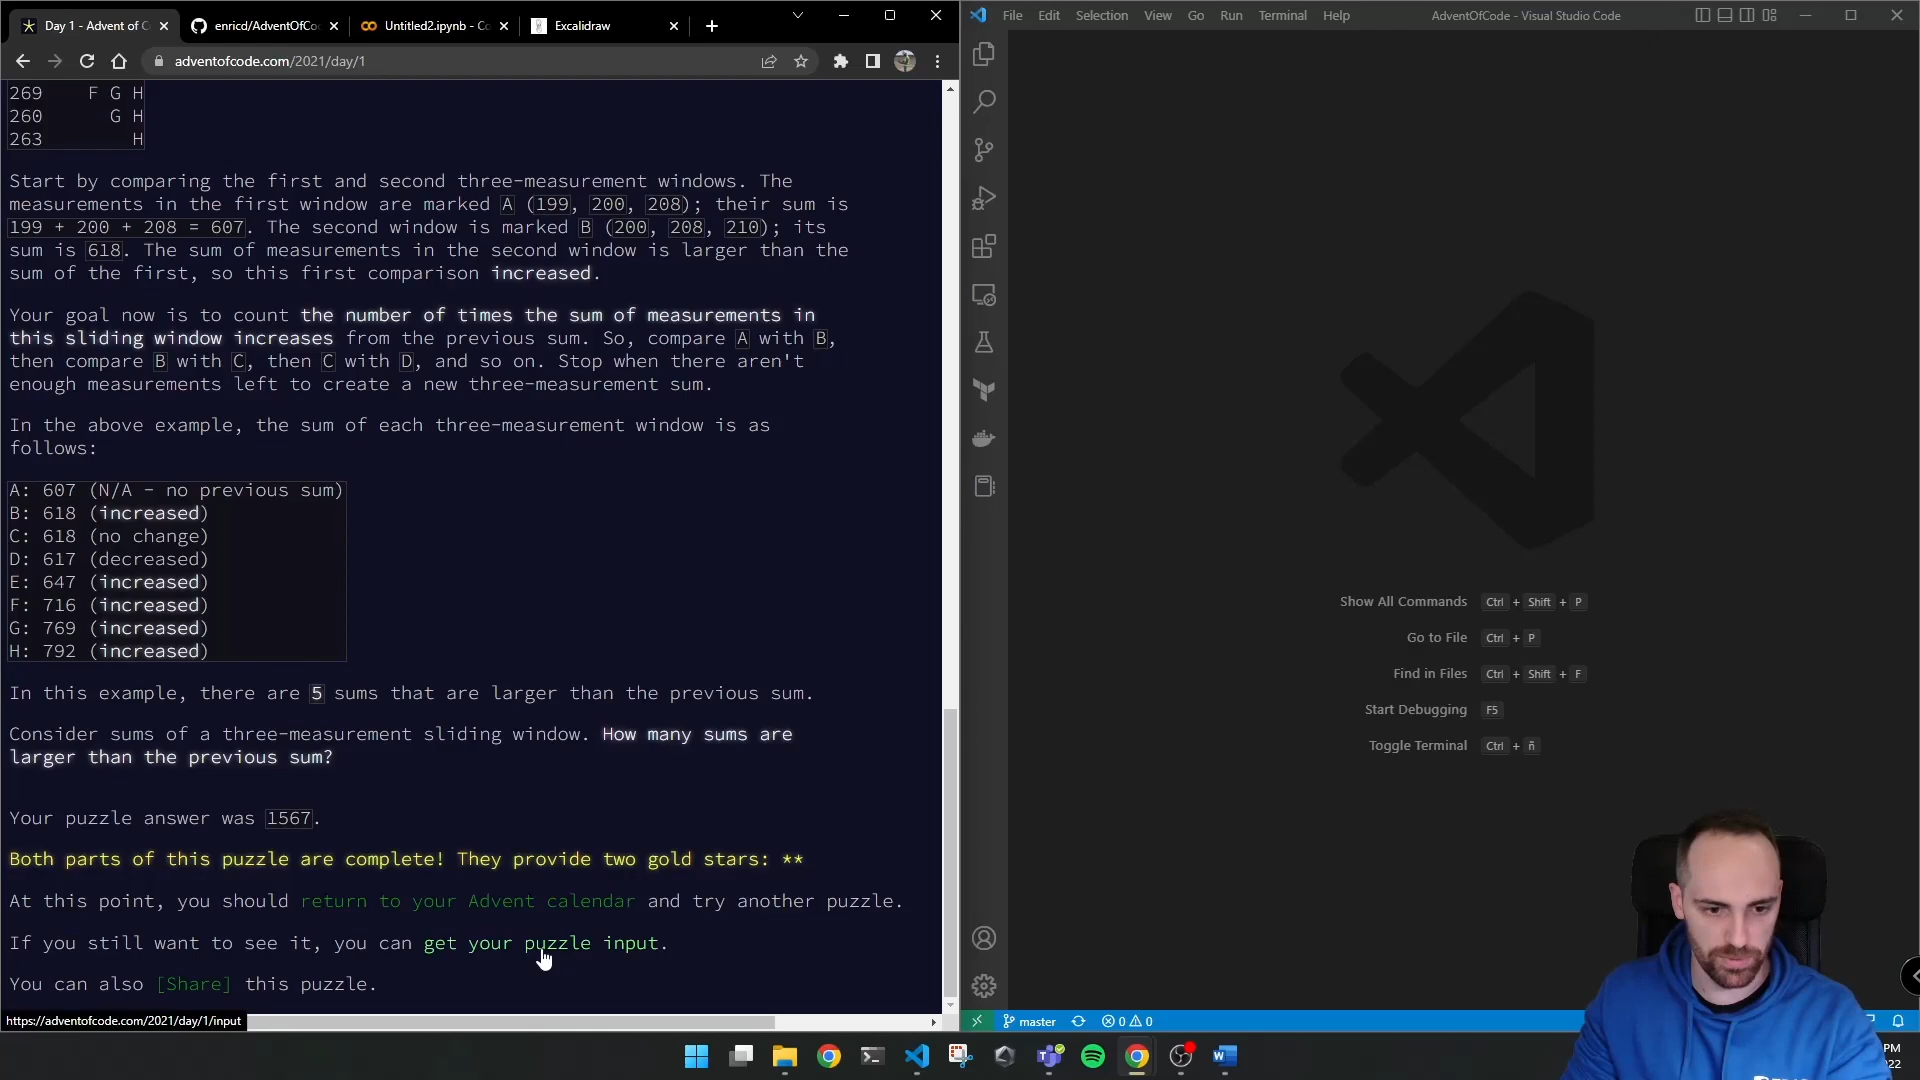 Day 1 - Advent of C
enricd/AdventOfCo
Untitled2.ipynb - Co
Excalidraw
adventofcode.com/2021/day/1
269 F G H
260 G H
263 H
Start by comparing the first and second three-measurement windows. The
measurements in the first window are marked A (199, 200, 208); their sum is
199 + 200 + 208 = 607. The second window is marked B (200, 208, 210); its
sum is 618. The sum of measurements in the second window is larger than the
sum of the first, so this first comparison increased.
Your goal now is to count the number of times the sum of measurements in
this sliding window increases from the previous sum. So, compare A with B,
then compare B with C, then C with D, and so on. Stop when there aren't
enough measurements left to create a new three-measurement sum.
In the above example, the sum of each three-measurement window is as
follows:
A: 607 (N/A - no previous sum)
B: 618 (increased)
C: 618 (no change)
D: 617 (decreased)
E: 647 (increased)
F: 716 (increased)
G: 769 (increased)
H: 792 (increased)
In this example, there are 5 sums that are larger than the previous sum.
Consider sums of a three-measurement sliding window. How many sums are
larger than the previous sum?
Your puzzle answer was 1567.
Both parts of this puzzle are complete! They provide two gold stars: **
At this point, you should return to your Advent calendar and try another puzzle.
If you still want to see it, you can get your puzzle input.
You can also [Share] this puzzle.
https://adventofcode.com/2021/day/1/input
File Edit Selection View Go Run Terminal Help
AdventOfCode - Visual Studio Code
Show All Commands Ctrl + Shift + P
Go to File Ctrl + P
Find in Files Ctrl + Shift + F
Start Debugging F5
Toggle Terminal Ctrl + ñ
master
0 0
PM